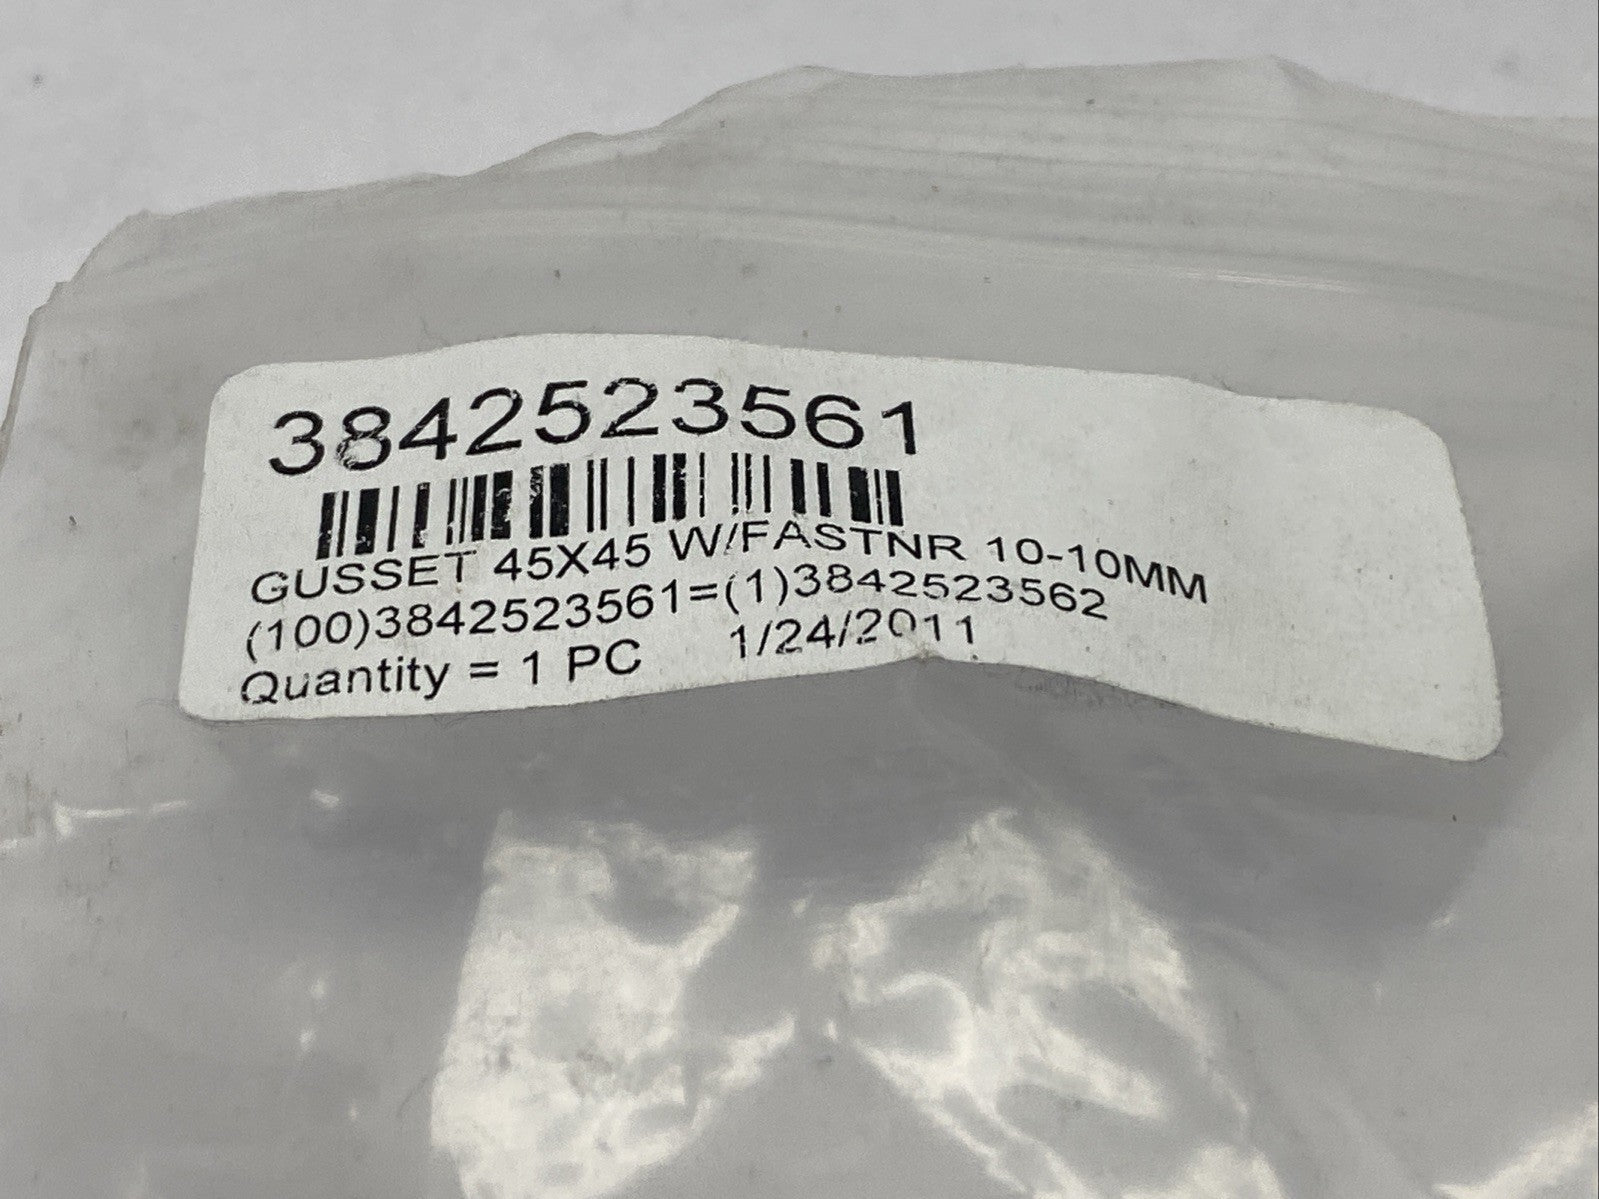 3842523561
GUSSET 45X45 W/FASTNR 10-10MM
(100)3842523561=(1)3842523562
Quantity = 1 PC 1/24/2011